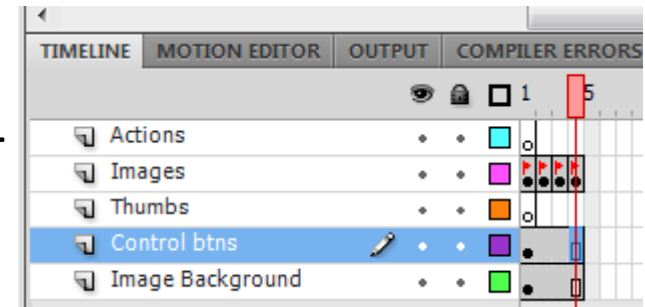 TIMELINE MOTION EDITOR OUTPUT COMPILER ERRORS
1 5
Actions
Images
Thumbs
Control btns
Image Background